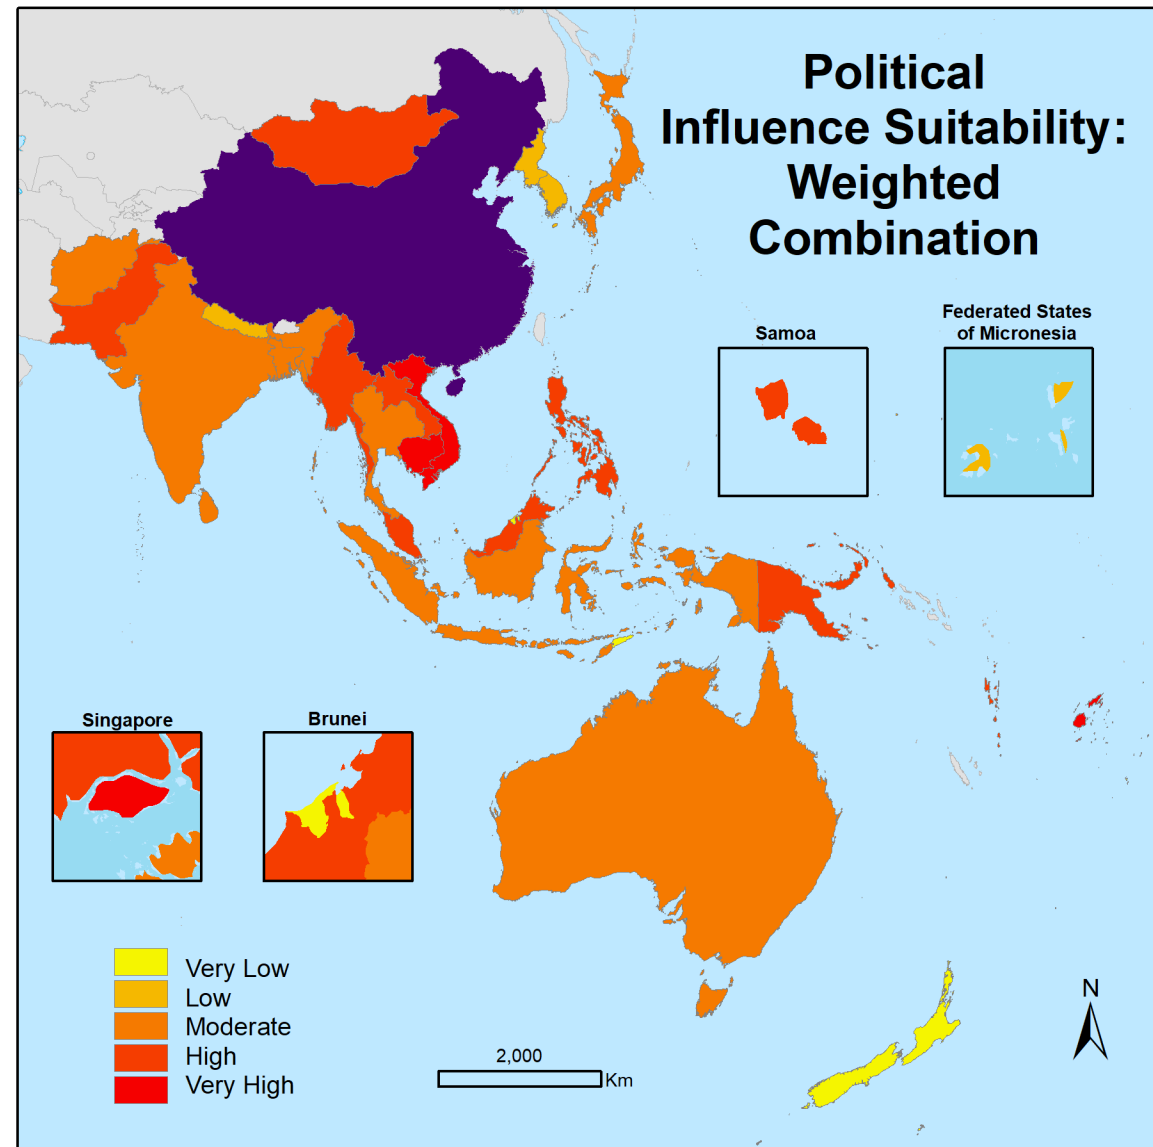 Political
Influence Suitability:
Weighted
Combination
Samoa
Federated States
of Micronesia
Singapore
Brunei
Very Low
Low
Moderate
High
Very High
2,000
Km
N